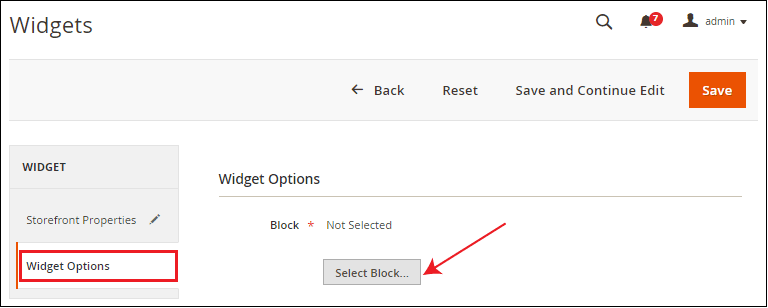 Widgets
7
admin
Back Reset Save and Continue Edit Save
WIDGET
Storefront Properties
Widget Options
Widget Options
Block * Not Selected
Select Block...